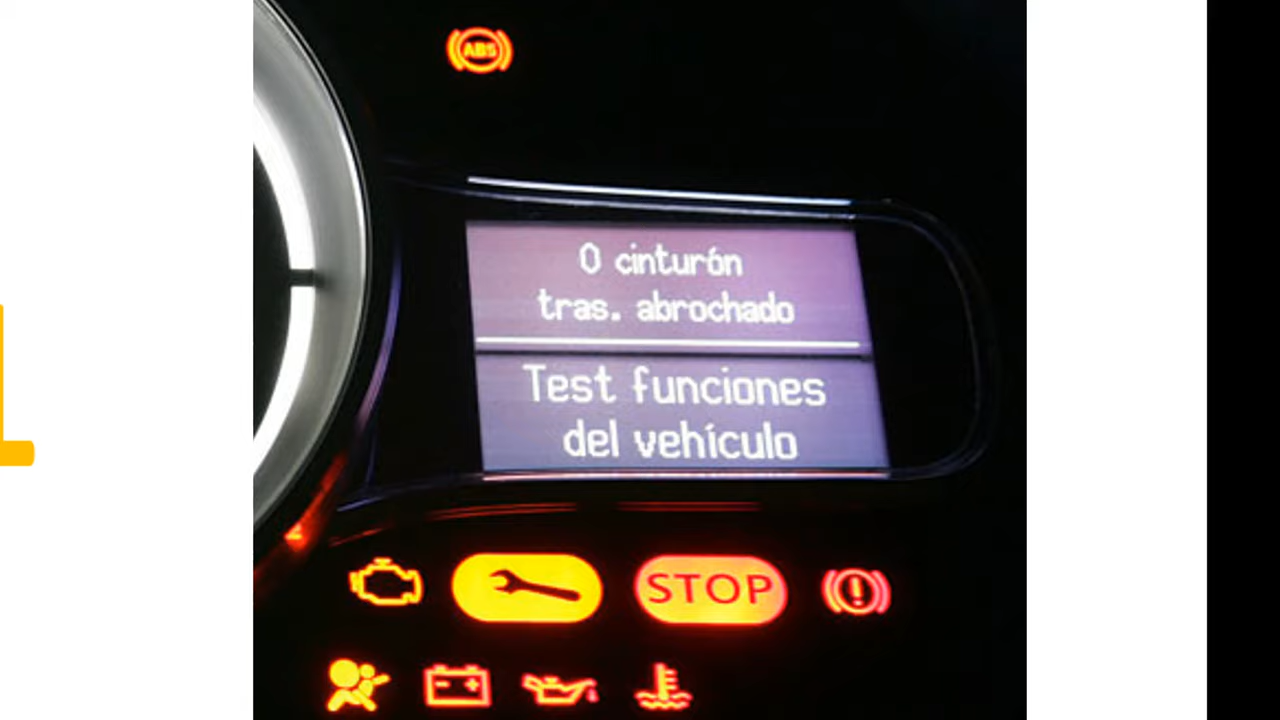 ABS
0 cinturón
tras. abrochado
Test funciones
del vehículo
STOP